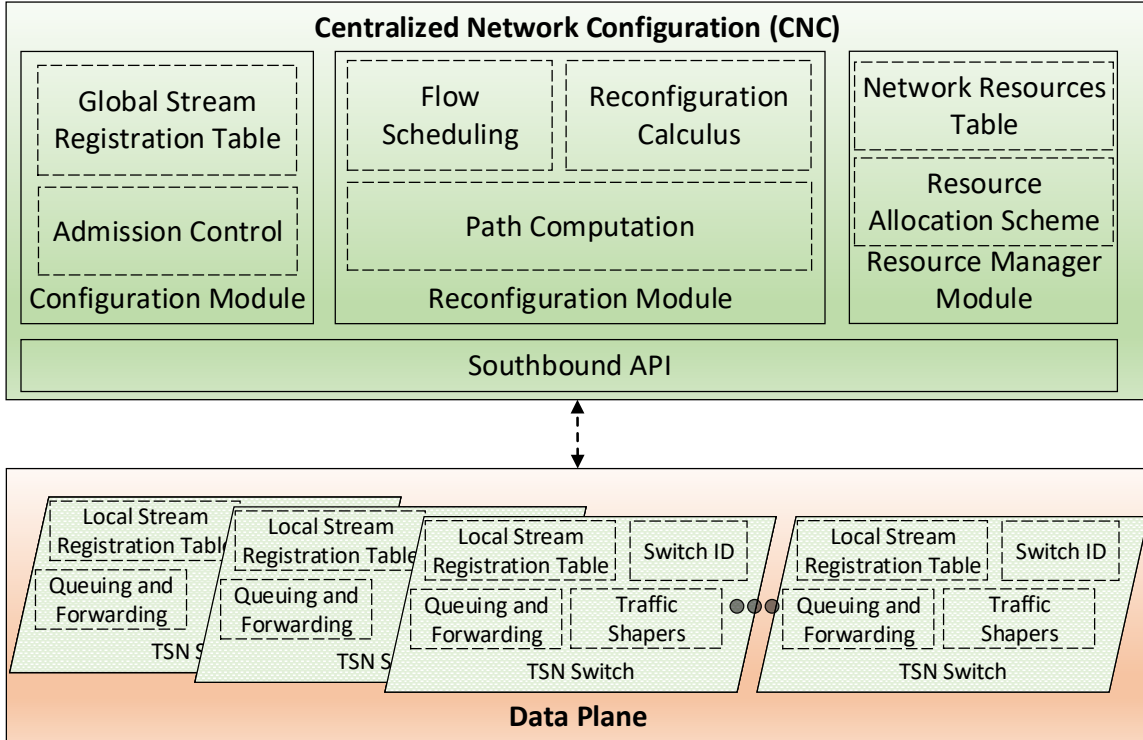 Centralized Network Configuration (CNC)
Global Stream
Registration Table
Admission Control
Configuration Module
Flow
Scheduling
Reconfiguration
Calculus
Path Computation
Reconfiguration Module
Network Resources
Table
Resource
Allocation Scheme
Resource Manager
Module
Southbound API
Local Stream
Registration Table
Queuing and
Forwarding
TSN S
Local Stream
Registration Table
Queuing and
Forwarding
TSN S
Local Stream
Registration Table
Switch ID
Queuing and
Forwarding
Traffic
Shapers
TSN Switch
Local Stream
Registration Table
Switch ID
Queuing and
Forwarding
Traffic
Shapers
TSN Switch
Data Plane